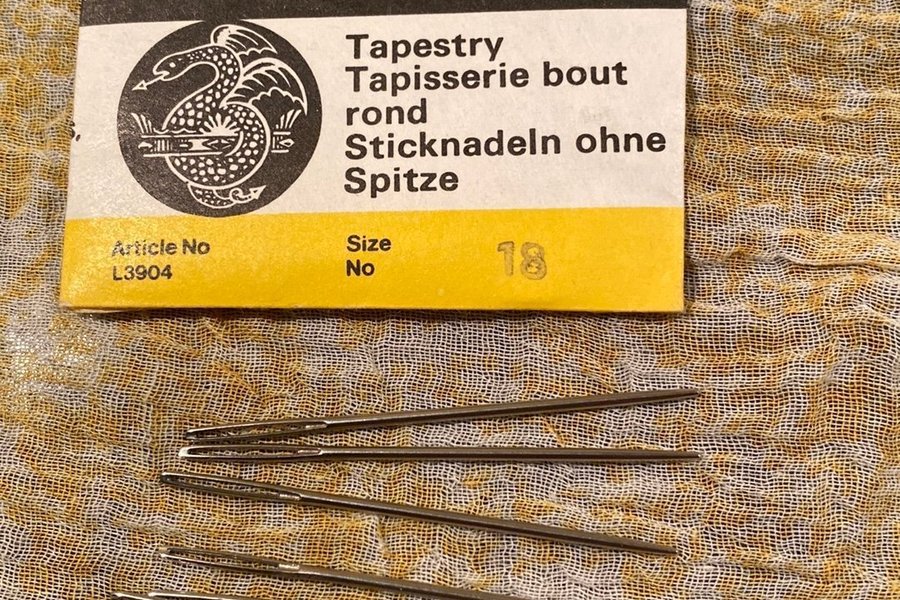 Tapestry
Tapisserie bout
rond
Sticknadeln ohne
Spitze
Article No
L3904
Size
No
18